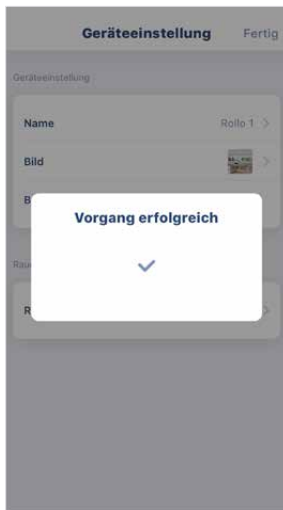 Geräteeinstellung Fertig
Geräteeinstellung
Name Rollo 1
Bild
B
Vorgang erfolgreich
R